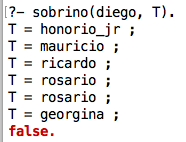 ?- sobrino(diego, T).
T = honorio_jr ;
T = mauricio ;
T = ricardo ;
T = rosario ;
T = rosario ;
T = georgina ;
false.